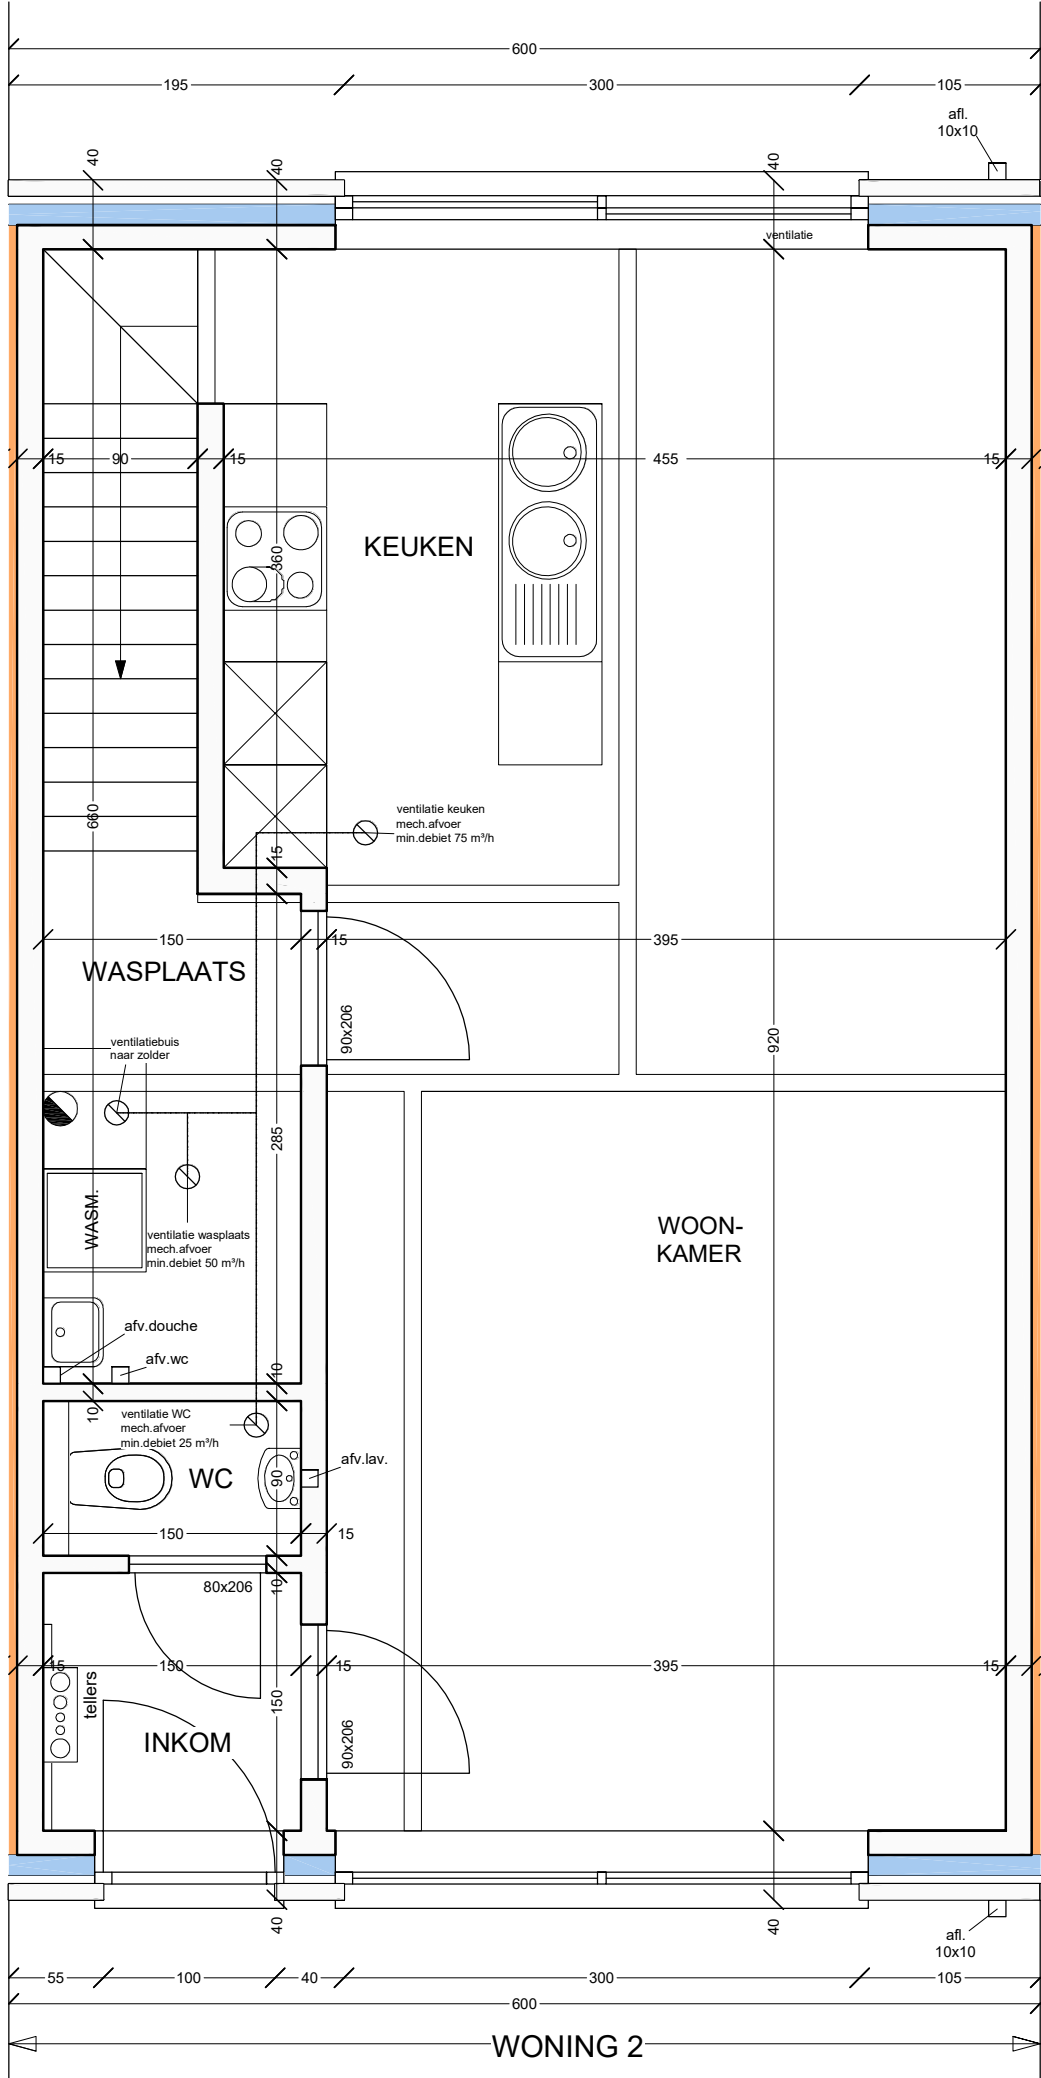 600
195
300
105
afl.
10x10
40
40
40
ventilatie
15
90
15
455
15
KEUKEN
360
660
ventilatie keuken
mech.afvoer
min.debiet 75 m³/h
15
150
15
395
WASPLAATS
90x206
920
ventilatiebuis
naar zolder
285
WASM.
ventilatie wasplaats
mech.afvoer
min.debiet 50 m³/h
WOON-
KAMER
afv.douche
afv.wc
10
10
ventilatie WC
mech.afvoer
min.debiet 25 m³/h
afv.lav.
WC
90
150
15
80x206
10
15
150
15
395
15
tellers
150
INKOM
90x206
40
40
afl.
10x10
55
100
40
300
105
600
WONING 2